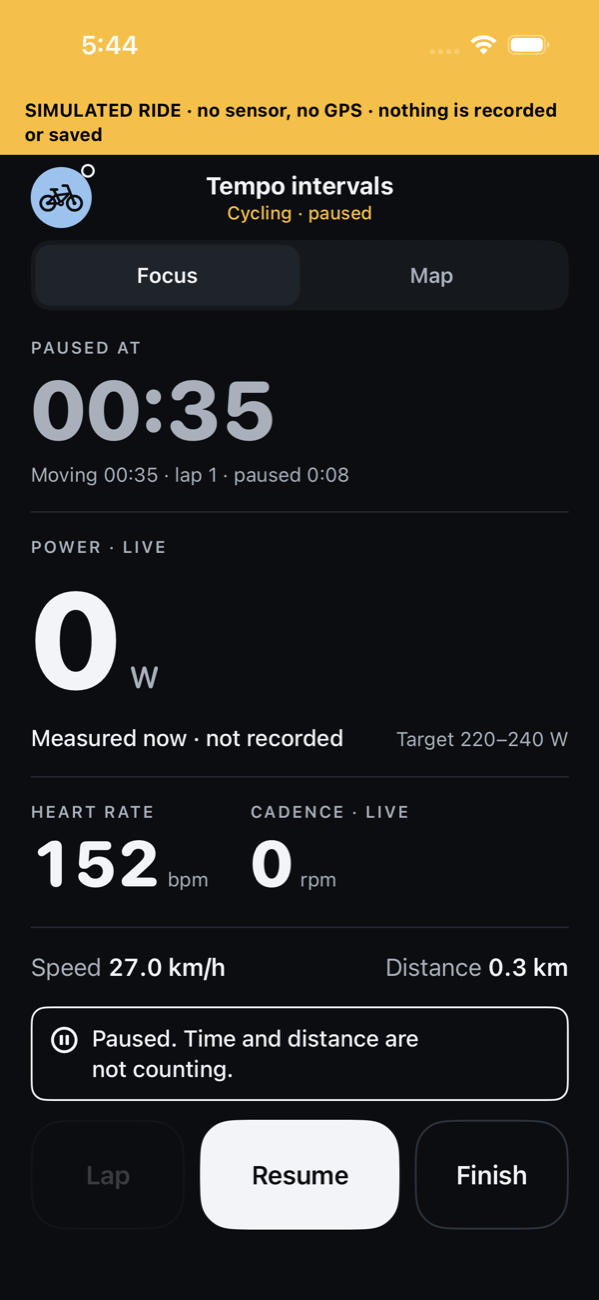 5:44
SIMULATED RIDE · no sensor, no GPS · nothing is recorded
or saved
Tempo intervals
Cycling · paused
Focus
Map
PAUSED AT
00:35
Moving 00:35 · lap 1 · paused 0:08
POWER · LIVE
0 W
Measured now · not recorded
Target 220–240 W
HEART RATE
CADENCE · LIVE
152 bpm
0 rpm
Speed 27.0 km/h
Distance 0.3 km
Paused. Time and distance are
not counting.
Lap
Resume
Finish